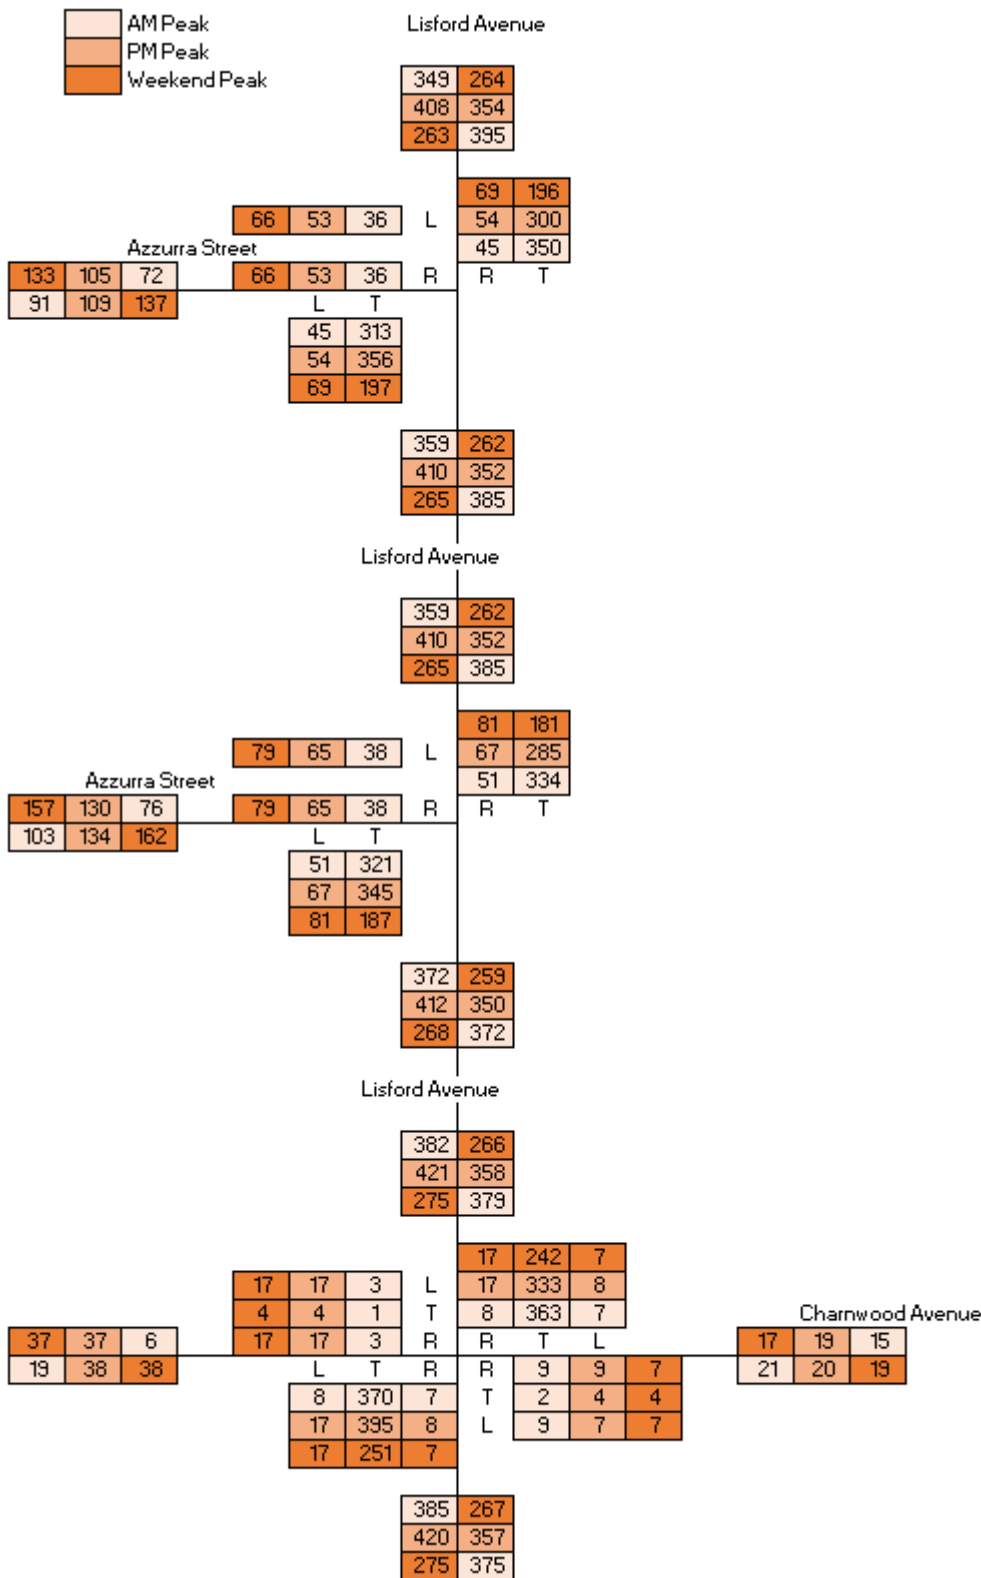 AM Peak
Lisford Avenue
PM Peak
Weekend Peak
349 264
408 354
263 395
69 196
66 53 36 L 54 300
45 350
Azzurra Street
133 105 72 66 53 36 R R T
91 109 137 L T
45 313
54 356
69 197
359 262
410 352
265 385
Lisford Avenue
359 262
410 352
265 385
81 181
79 65 38 L 67 285
51 334
Azzurra Street
157 130 76 79 65 38 R R T
103 134 162 L T
51 321
67 345
81 187
372 259
412 350
268 372
Lisford Avenue
382 266
421 358
275 379
17 242 7
17 17 3 L 17 333 8
4 4 1 T 8 363 7
Charnwood Avenue
37 37 6 17 17 3 R R T L 17 19 15
19 38 38 L T R R 9 9 7 21 20 19
8 370 7 T 2 4 4
17 395 8 L 9 7 7
17 251 7
385 267
420 357
275 375